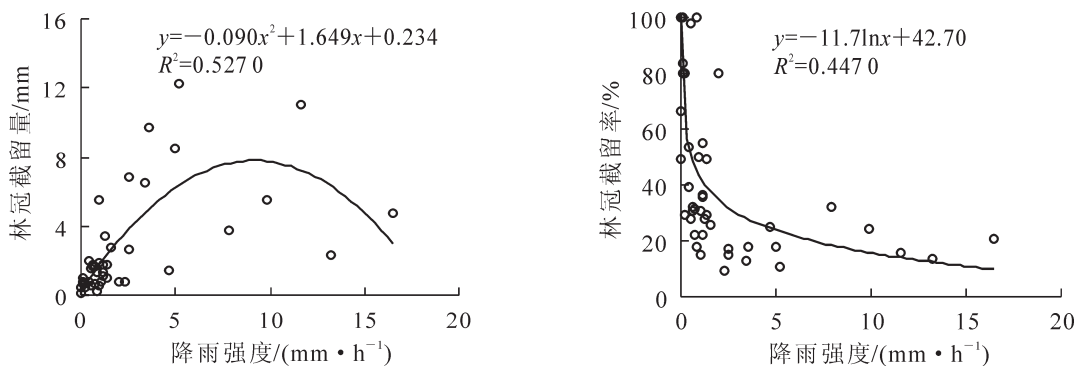 16
12
8
4
0
林冠截留量/mm
y=−0.090x²+1.649x+0.234
R²=0.527 0
0 5 10 15 20
降雨强度/(mm·h⁻¹)
100
80
60
40
20
0
林冠截留率/%
y=−11.7lnx+42.70
R²=0.447 0
0 5 10 15 20
降雨强度/(mm·h⁻¹)